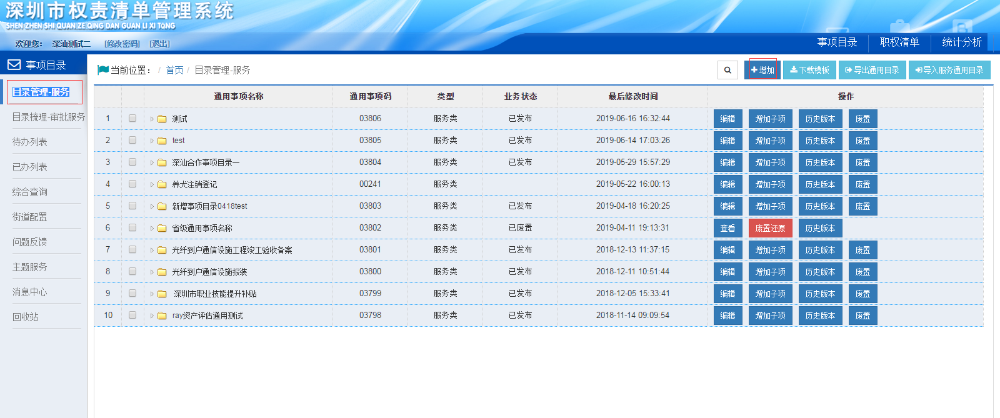 深圳市权责清单管理系统
SHEN ZHEN SHI QUAN ZE QING DAN GUAN LI XI TONG
欢迎您: 深汕测试二 [修改密码] [退出]
事项目录 职权清单 统计分析
事项目录
目录管理-服务
目录梳理-审批服务
待办列表
已办列表
综合查询
街道配置
问题反馈
主题服务
消息中心
回收站
当前位置: / 首页 / 目录管理-服务
增加 下载模板 导出通用目录 导入服务通用目录
通用事项名称 通用事项码 类型 业务状态 最后修改时间 操作
1 测试 03806 服务类 已发布 2019-06-16 16:32:44 编辑 增加子项 历史版本 废置
2 test 03805 服务类 已发布 2019-06-14 17:03:26 编辑 增加子项 历史版本 废置
3 深汕合作事项目录一 03804 服务类 已发布 2019-05-29 15:57:29 编辑 增加子项 历史版本 废置
4 养犬注销登记 00241 服务类 2019-05-22 16:00:13 编辑 增加子项 历史版本 废置
5 新增事项目录0418test 03803 服务类 已发布 2019-04-18 16:20:25 编辑 增加子项 历史版本 废置
6 省级通用事项名称 03802 服务类 已废置 2019-04-11 19:13:31 查看 废置还原 历史版本
7 光纤到户通信设施工程竣工验收备案 03801 服务类 已发布 2018-12-13 11:37:15 编辑 增加子项 历史版本 废置
8 光纤到户通信设施报装 03800 服务类 已发布 2018-12-11 10:51:44 编辑 增加子项 历史版本 废置
9 深圳市职业技能提升补贴 03799 服务类 已发布 2018-12-05 15:33:41 编辑 增加子项 历史版本 废置
10 ray资产评估通用测试 03798 服务类 已发布 2018-11-14 09:09:54 编辑 增加子项 历史版本 废置